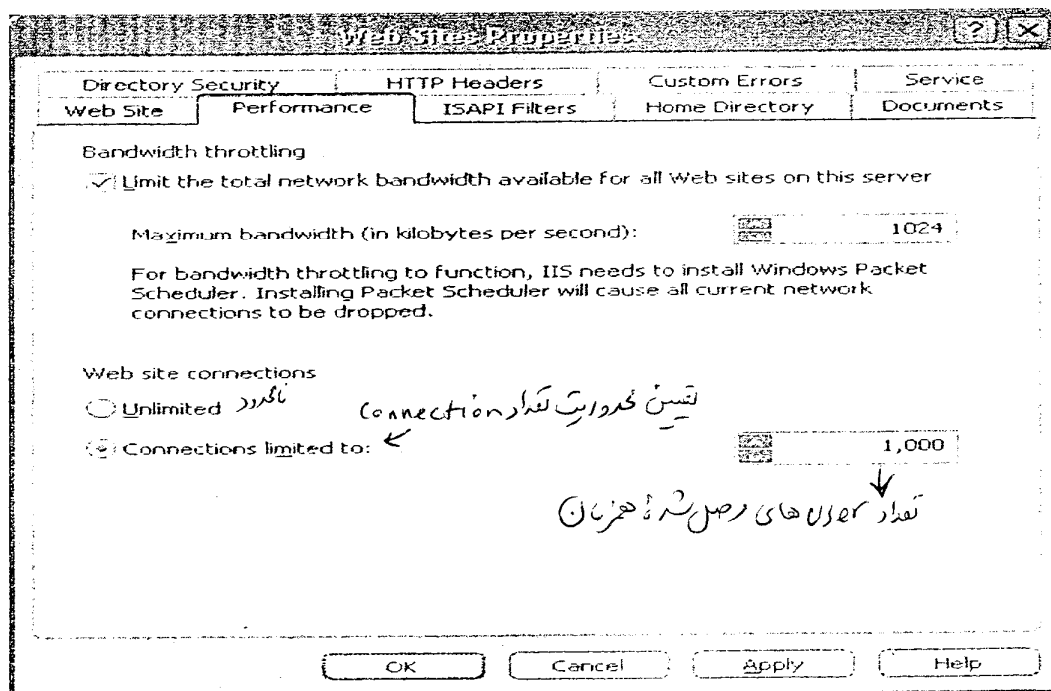 Web Sites Properties
Directory Security HTTP Headers Custom Errors Service
Web Site Performance ISAPI Filters Home Directory Documents
Bandwidth throttling
Limit the total network bandwidth available for all Web sites on this server
Maximum bandwidth (in kilobytes per second): 1024
For bandwidth throttling to function, IIS needs to install Windows Packet
Scheduler. Installing Packet Scheduler will cause all current network
connections to be dropped.
Web site connections
Unlimited نامحدود
تعیین محدودیت تعداد Connection
Connections limited to: 1,000
تعداد user های وصل شده همزمان
OK Cancel Apply Help